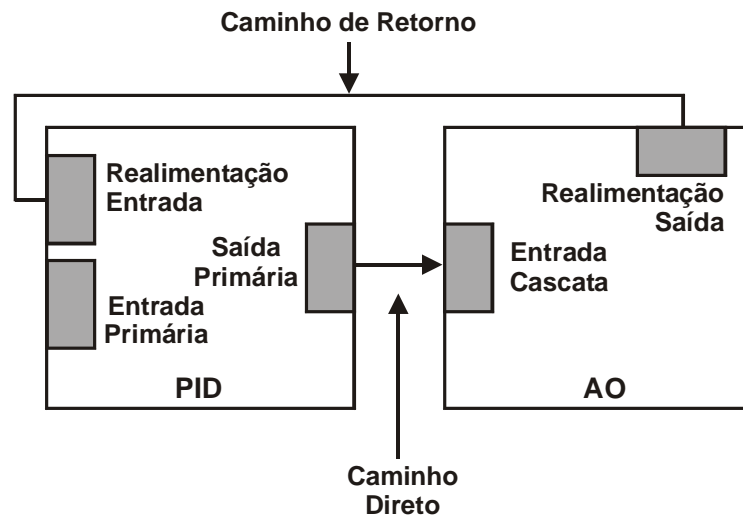 Caminho de Retorno
Realimentação
Entrada
Realimentação
Saída
Saída
Primária
Entrada
Cascata
Entrada
Primária
PID
AO
Caminho
Direto